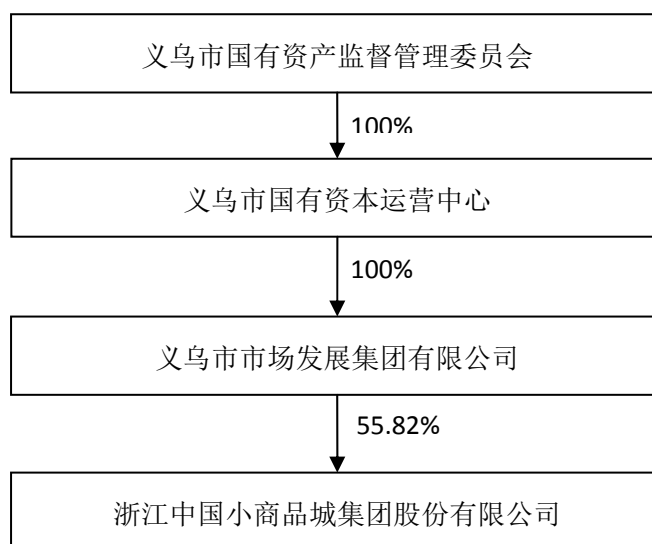 义乌市国有资产监督管理委员会
100%
义乌市国有资本运营中心
100%
义乌市市场发展集团有限公司
55.82%
浙江中国小商品城集团股份有限公司